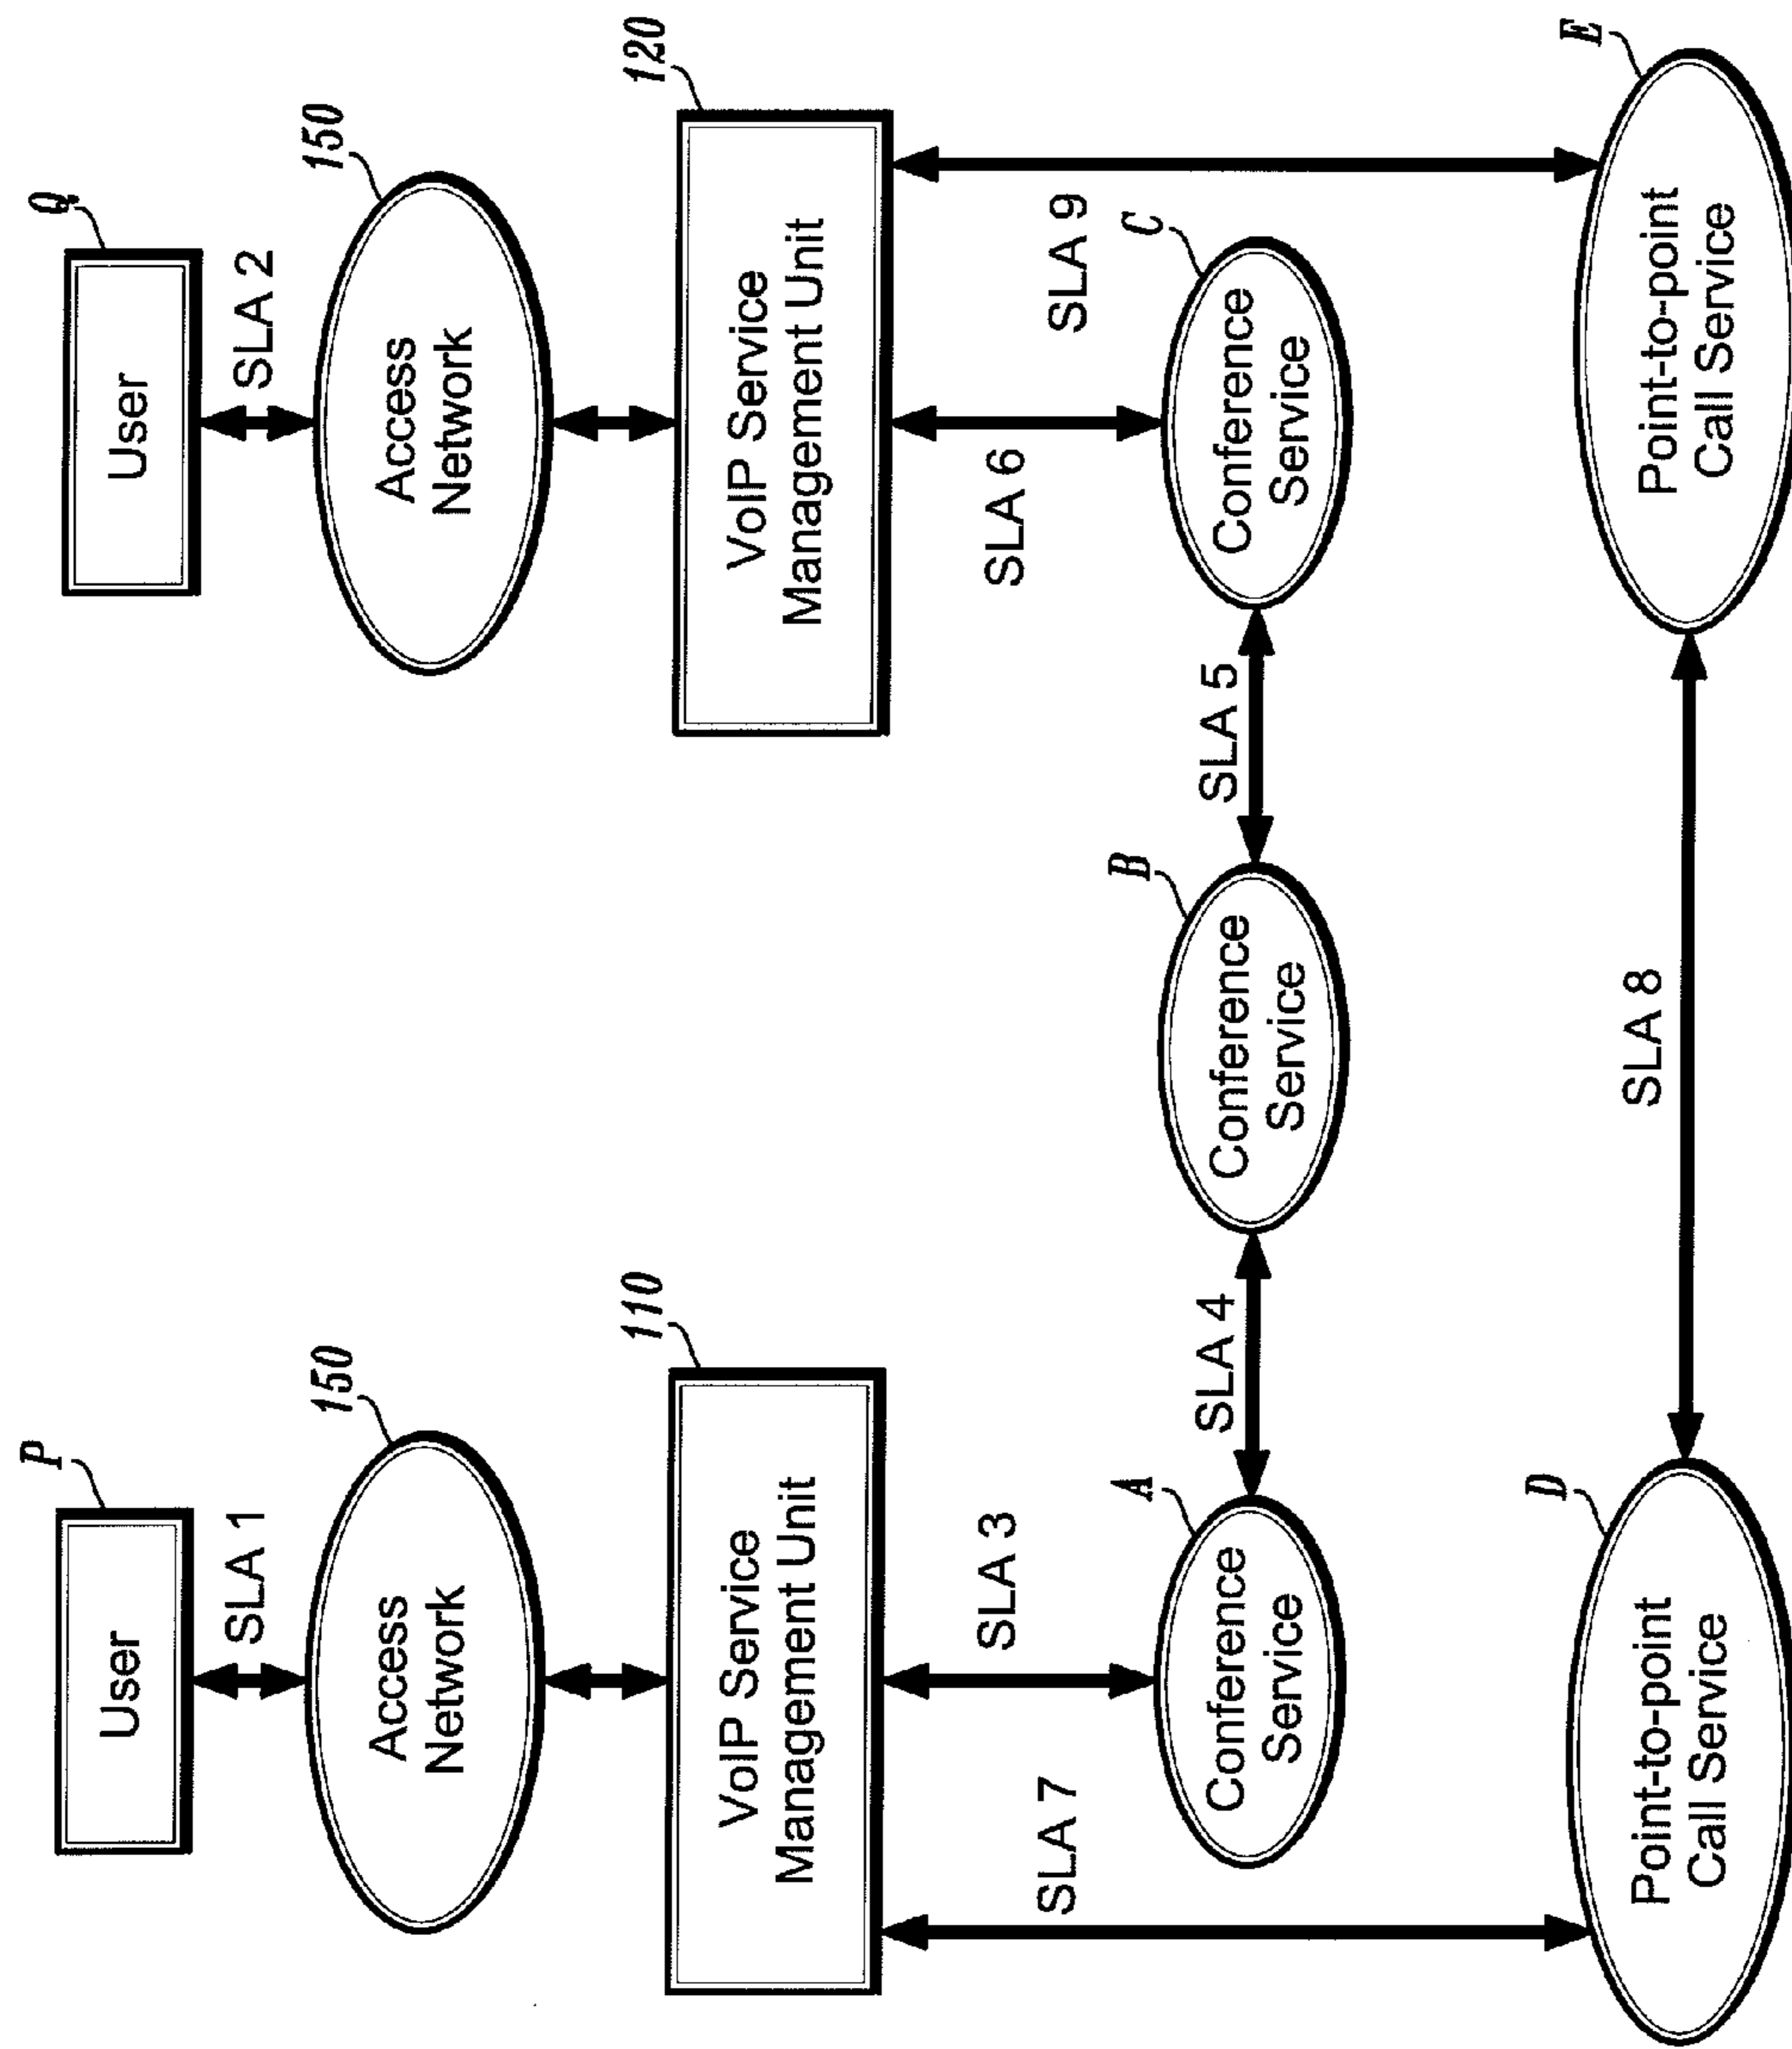 P
User
SLA 1
150
Access
Network
110
VoIP Service
Management Unit
SLA 7
SLA 3
A
Conference
Service
SLA 4
B
Conference
Service
SLA 5
C
Conference
Service
Q
User
SLA 2
150
Access
Network
120
VoIP Service
Management Unit
SLA 6
SLA 9
D
Point-to-point
Call Service
SLA 8
E
Point-to-point
Call Service